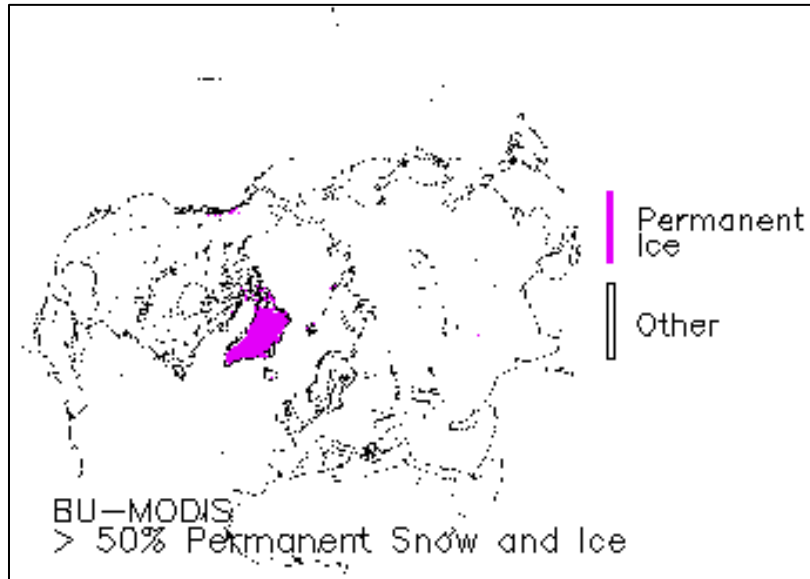 Permanent
Ice
Other
BU-MODIS
> 50% Permanent Snow and Ice